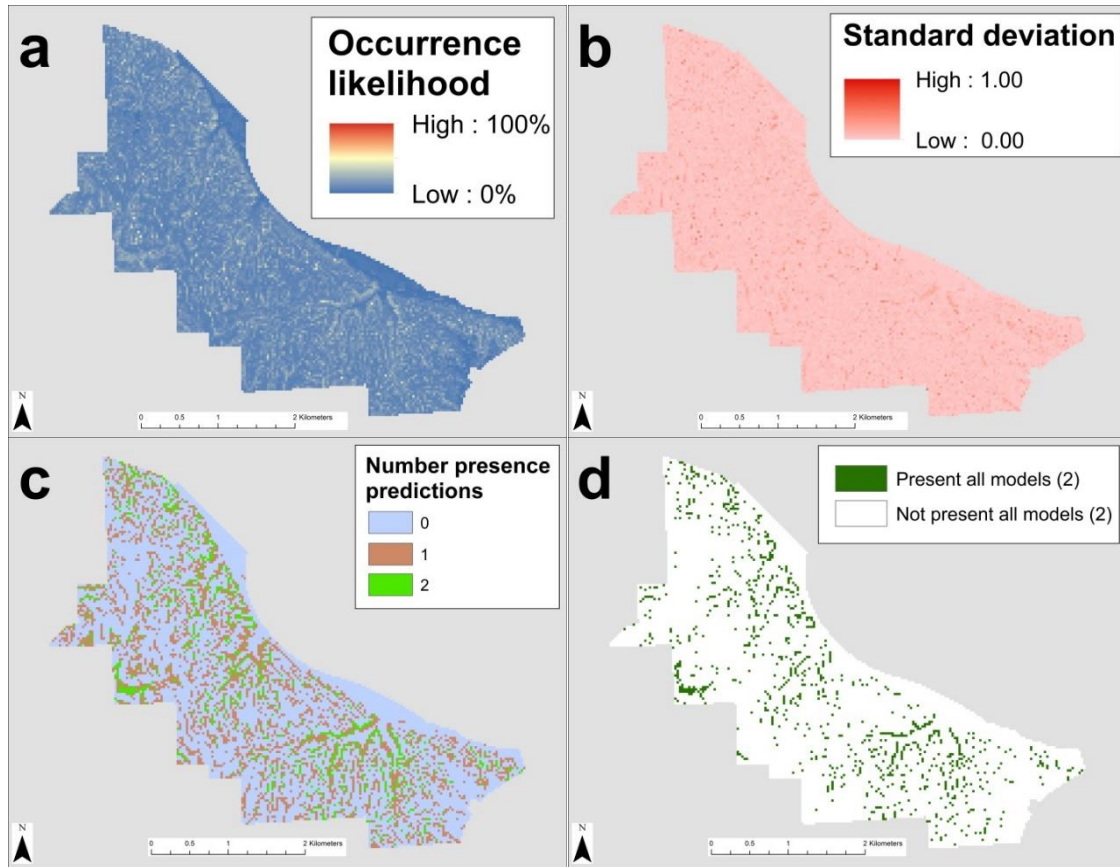 a
Occurrence
likelihood
High : 100%
Low : 0%
N
0 0.5 1 2 Kilometers
b
Standard deviation
High : 1.00
Low : 0.00
N
0 0.5 1 2 Kilometers
c
Number presence
predictions
0
1
2
N
0 0.5 1 2 Kilometers
d
Present all models (2)
Not present all models (2)
N
0 0.5 1 2 Kilometers